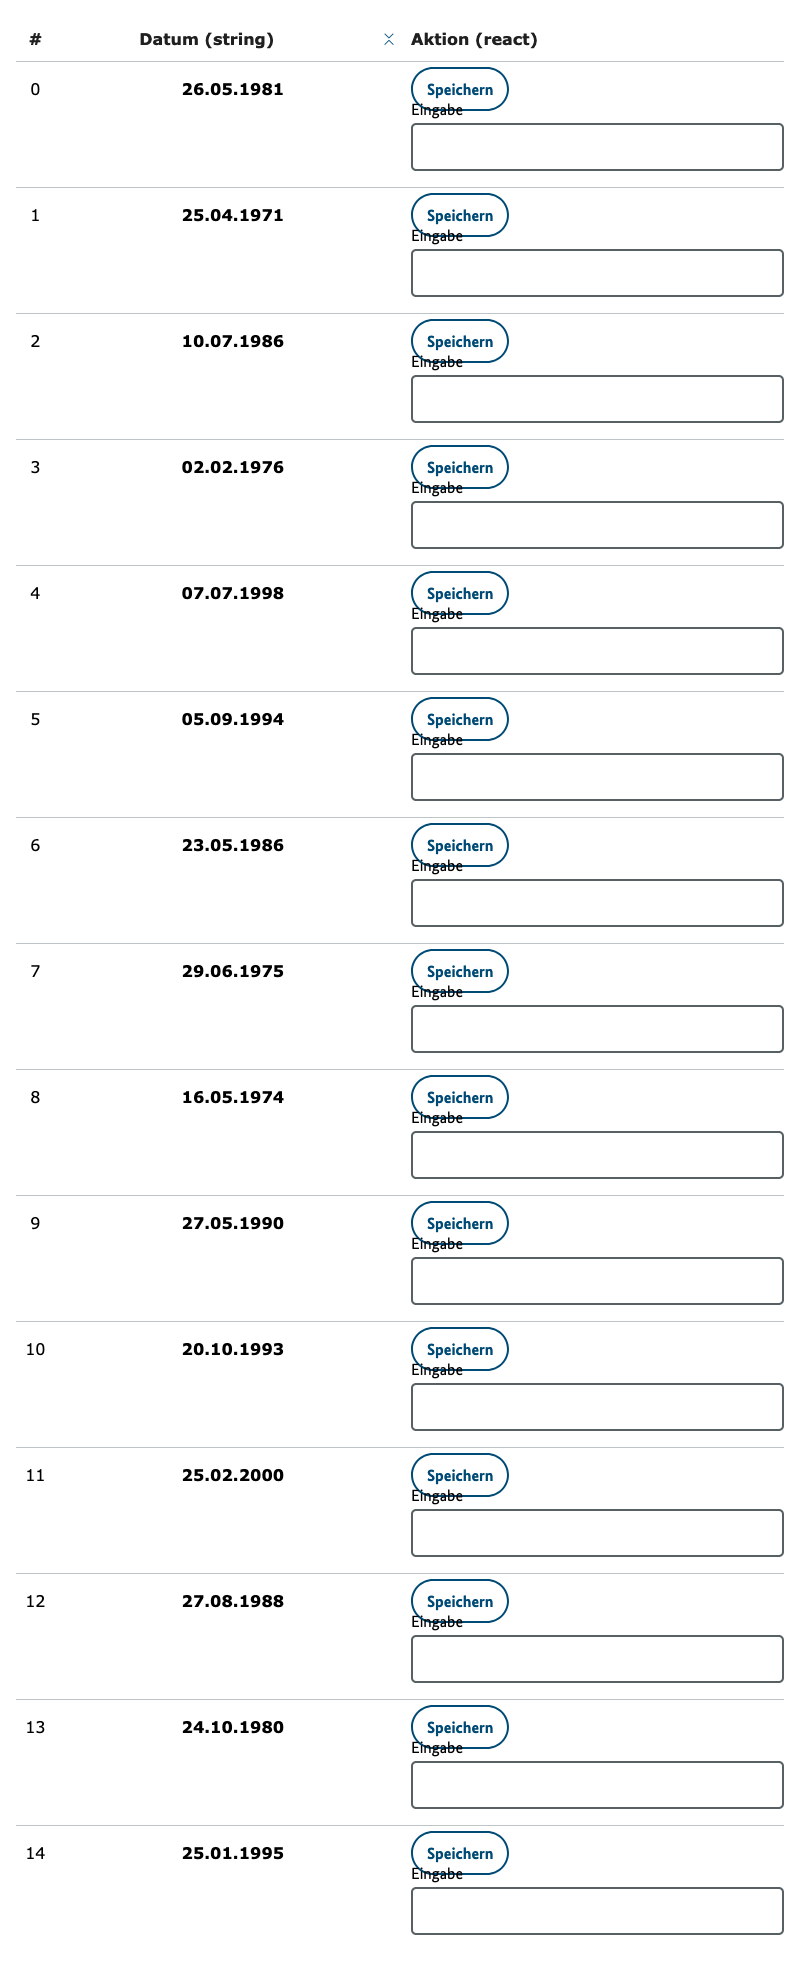 # Datum (string) Aktion (react)
0 26.05.1981 Speichern
Eingabe
1 25.04.1971 Speichern
Eingabe
2 10.07.1986 Speichern
Eingabe
3 02.02.1976 Speichern
Eingabe
4 07.07.1998 Speichern
Eingabe
5 05.09.1994 Speichern
Eingabe
6 23.05.1986 Speichern
Eingabe
7 29.06.1975 Speichern
Eingabe
8 16.05.1974 Speichern
Eingabe
9 27.05.1990 Speichern
Eingabe
10 20.10.1993 Speichern
Eingabe
11 25.02.2000 Speichern
Eingabe
12 27.08.1988 Speichern
Eingabe
13 24.10.1980 Speichern
Eingabe
14 25.01.1995 Speichern
Eingabe